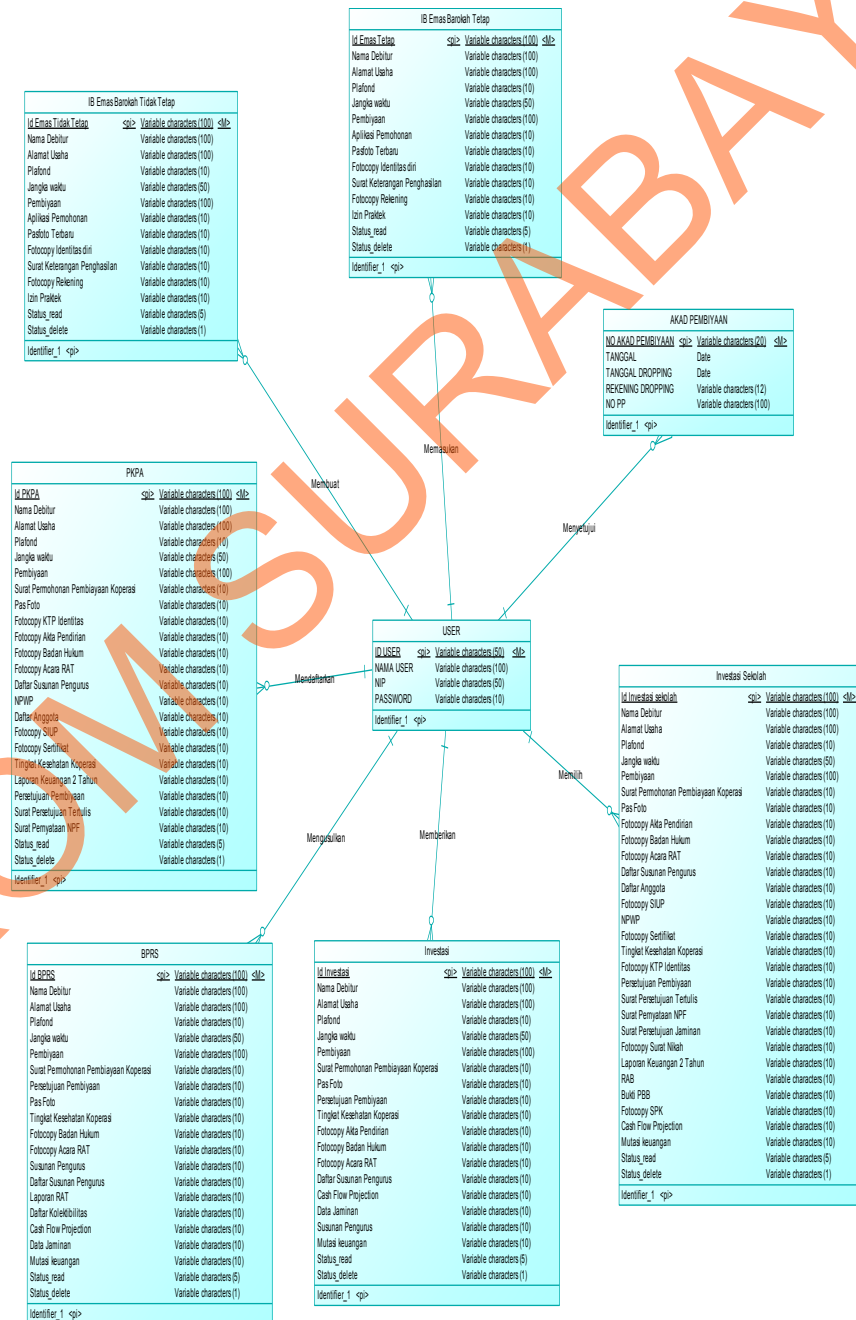 IB Emas Barokah Tetap
Id Emas Tetap <pi> Variable characters (100) <M>
Nama Debitur Variable characters (100)
Alamat Usaha Variable characters (100)
Plafond Variable characters (10)
Jangka waktu Variable characters (50)
Pembiyaan Variable characters (100)
Aplikasi Pemohonan Variable characters (10)
Pasfoto Terbaru Variable characters (10)
Fotocopy Identitas diri Variable characters (10)
Surat Keterangan Penghasilan Variable characters (10)
Fotocopy Rekening Variable characters (10)
Izin Praktek Variable characters (10)
Status_read Variable characters (5)
Status_delete Variable characters (1)
Identifier_1 <pi>
IB Emas Barokah Tidak Tetap
Id Emas Tidak Tetap <pi> Variable characters (100) <M>
Nama Debitur Variable characters (100)
Alamat Usaha Variable characters (100)
Plafond Variable characters (10)
Jangka waktu Variable characters (50)
Pembiyaan Variable characters (100)
Aplikasi Pemohonan Variable characters (10)
Pasfoto Terbaru Variable characters (10)
Fotocopy Identitas diri Variable characters (10)
Surat Keterangan Penghasilan Variable characters (10)
Fotocopy Rekening Variable characters (10)
Izin Praktek Variable characters (10)
Status_read Variable characters (5)
Status_delete Variable characters (1)
Identifier_1 <pi>
AKAD PEMBIYAAN
NO AKAD PEMBIYAAN <pi> Variable characters (20) <M>
TANGGAL Date
TANGGAL DROPPING Date
REKENING DROPPING Variable characters (12)
NO PP Variable characters (100)
Identifier_1 <pi>
Memasukan
Membuat
Menyetujui
PKPA
Id PKPA <pi> Variable characters (100) <M>
Nama Debitur Variable characters (100)
Alamat Usaha Variable characters (100)
Plafond Variable characters (10)
Jangka waktu Variable characters (50)
Pembiyaan Variable characters (100)
Surat Permohonan Pembiayaan Koperasi Variable characters (10)
Pas Foto Variable characters (10)
Fotocopy KTP Identitas Variable characters (10)
Fotocopy Akta Pendirian Variable characters (10)
Fotocopy Badan Hukum Variable characters (10)
Fotocopy Acara RAT Variable characters (10)
Daftar Susunan Pengurus Variable characters (10)
NPWP Variable characters (10)
Daftar Anggota Variable characters (10)
Fotocopy SIUP Variable characters (10)
Fotocopy Sertifikat Variable characters (10)
Tingkat Kesehatan Koperasi Variable characters (10)
Laporan Keuangan 2 Tahun Variable characters (10)
Persetujuan Pembiyaan Variable characters (10)
Surat Persetujuan Tertulis Variable characters (10)
Surat Pernyataan NPF Variable characters (10)
Status_read Variable characters (5)
Status_delete Variable characters (1)
Identifier_1 <pi>
USER
ID USER <pi> Variable characters (50) <M>
NAMA USER Variable characters (100)
NIP Variable characters (50)
PASSWORD Variable characters (10)
Identifier_1 <pi>
Mendaftarkan
Memilih
Mengusulkan
Memberikan
Investasi Sekolah
Id Investasi sekolah <pi> Variable characters (100) <M>
Nama Debitur Variable characters (100)
Alamat Usaha Variable characters (100)
Plafond Variable characters (10)
Jangka waktu Variable characters (50)
Pembiyaan Variable characters (100)
Surat Permohonan Pembiayaan Koperasi Variable characters (10)
Pas Foto Variable characters (10)
Fotocopy Akta Pendirian Variable characters (10)
Fotocopy Badan Hukum Variable characters (10)
Fotocopy Acara RAT Variable characters (10)
Daftar Susunan Pengurus Variable characters (10)
Daftar Anggota Variable characters (10)
Fotocopy SIUP Variable characters (10)
NPWP Variable characters (10)
Fotocopy Sertifikat Variable characters (10)
Tingkat Kesehatan Koperasi Variable characters (10)
Fotocopy KTP Identitas Variable characters (10)
Persetujuan Pembiyaan Variable characters (10)
Surat Persetujuan Tertulis Variable characters (10)
Surat Pernyataan NPF Variable characters (10)
Surat Persetujuan Jaminan Variable characters (10)
Fotocopy Surat Nikah Variable characters (10)
Laporan Keuangan 2 Tahun Variable characters (10)
RAB Variable characters (10)
Bukti PBB Variable characters (10)
Fotocopy SPK Variable characters (10)
Cash Flow Projection Variable characters (10)
Mutasi keuangan Variable characters (10)
Status_read Variable characters (5)
Status_delete Variable characters (1)
Identifier_1 <pi>
BPRS
Id BPRS <pi> Variable characters (100) <M>
Nama Debitur Variable characters (100)
Alamat Usaha Variable characters (100)
Plafond Variable characters (10)
Jangka waktu Variable characters (50)
Pembiyaan Variable characters (100)
Surat Permohonan Pembiayaan Koperasi Variable characters (10)
Persetujuan Pembiyaan Variable characters (10)
Pas Foto Variable characters (10)
Tingkat Kesehatan Koperasi Variable characters (10)
Fotocopy Badan Hukum Variable characters (10)
Fotocopy Acara RAT Variable characters (10)
Susunan Pengurus Variable characters (10)
Daftar Susunan Pengurus Variable characters (10)
Laporan RAT Variable characters (10)
Daftar Kolektibilitas Variable characters (10)
Cash Flow Projection Variable characters (10)
Data Jaminan Variable characters (10)
Mutasi keuangan Variable characters (10)
Status_read Variable characters (5)
Status_delete Variable characters (1)
Identifier_1 <pi>
Investasi
Id Investasi <pi> Variable characters (100) <M>
Nama Debitur Variable characters (100)
Alamat Usaha Variable characters (100)
Plafond Variable characters (10)
Jangka waktu Variable characters (50)
Pembiyaan Variable characters (100)
Surat Permohonan Pembiayaan Koperasi Variable characters (10)
Pas Foto Variable characters (10)
Persetujuan Pembiyaan Variable characters (10)
Tingkat Kesehatan Koperasi Variable characters (10)
Fotocopy Akta Pendirian Variable characters (10)
Fotocopy Badan Hukum Variable characters (10)
Fotocopy Acara RAT Variable characters (10)
Daftar Susunan Pengurus Variable characters (10)
Cash Flow Projection Variable characters (10)
Data Jaminan Variable characters (10)
Susunan Pengurus Variable characters (10)
Mutasi keuangan Variable characters (10)
Status_read Variable characters (5)
Status_delete Variable characters (1)
Identifier_1 <pi>
OM SURABAY